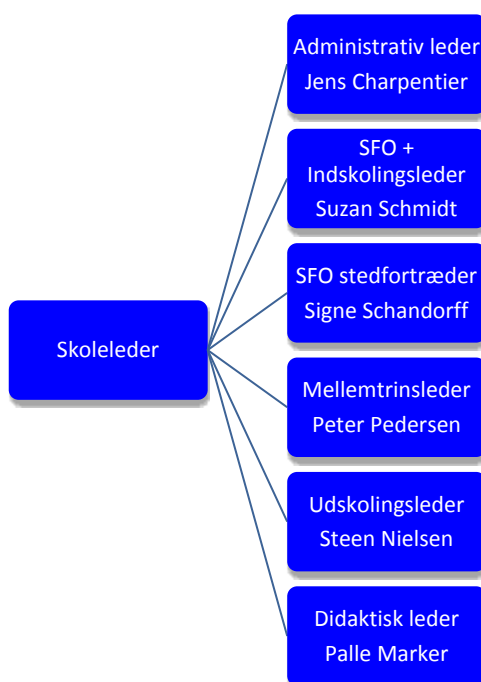 Administrativ leder
Jens Charpentier
SFO +
Indskolingsleder
Suzan Schmidt
SFO stedfortræder
Signe Schandorff
Skoleleder
Mellemtrinsleder
Peter Pedersen
Udskolingsleder
Steen Nielsen
Didaktisk leder
Palle Marker